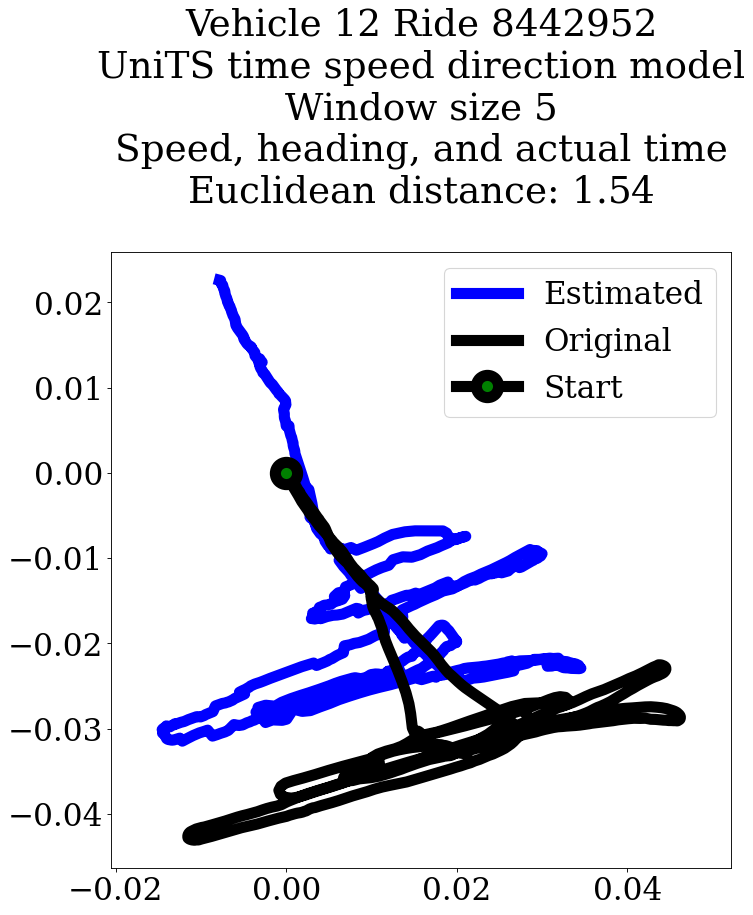 Vehicle 12 Ride 8442952
UniTS time speed direction model
Window size 5
Speed, heading, and actual time
Euclidean distance: 1.54
Estimated
Original
Start
0.02
0.01
0.00
−0.01
−0.02
−0.03
−0.04
−0.02 0.00 0.02 0.04